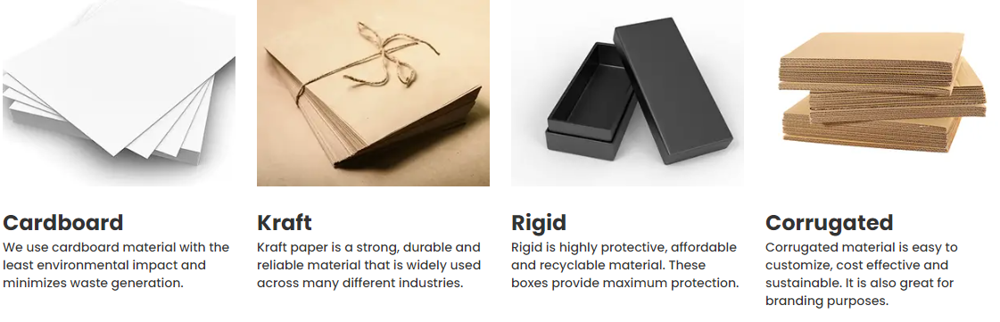 Cardboard
We use cardboard material with the
least environmental impact and
minimizes waste generation.
Kraft
Kraft paper is a strong, durable and
reliable material that is widely used
across many different industries.
Rigid
Rigid is highly protective, affordable
and recyclable material. These
boxes provide maximum protection.
Corrugated
Corrugated material is easy to
customize, cost effective and
sustainable. It is also great for
branding purposes.